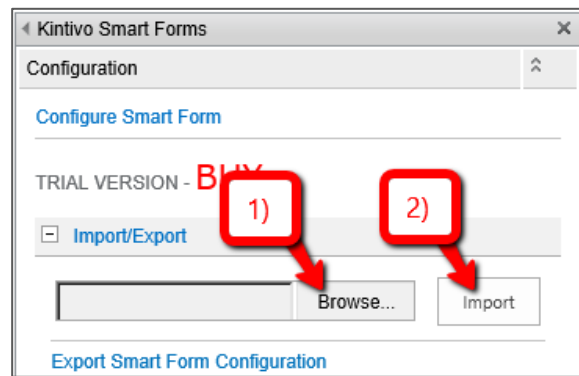 Kintivo Smart Forms
Configuration
Configure Smart Form
TRIAL VERSION - BUY
1)
2)
Import/Export
Browse...
Import
Export Smart Form Configuration